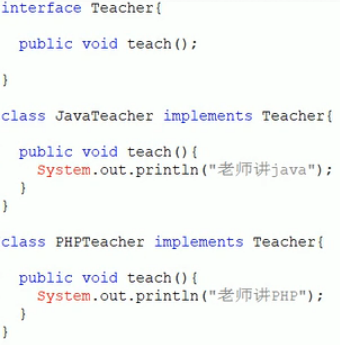 interface Teacher{
public void teach();
}
class JavaTeacher implements Teacher{
public void teach(){
System.out.println("老师讲java");
}
}
class PHPTeacher implements Teacher{
public void teach(){
System.out.println("老师讲PHP");
}
}